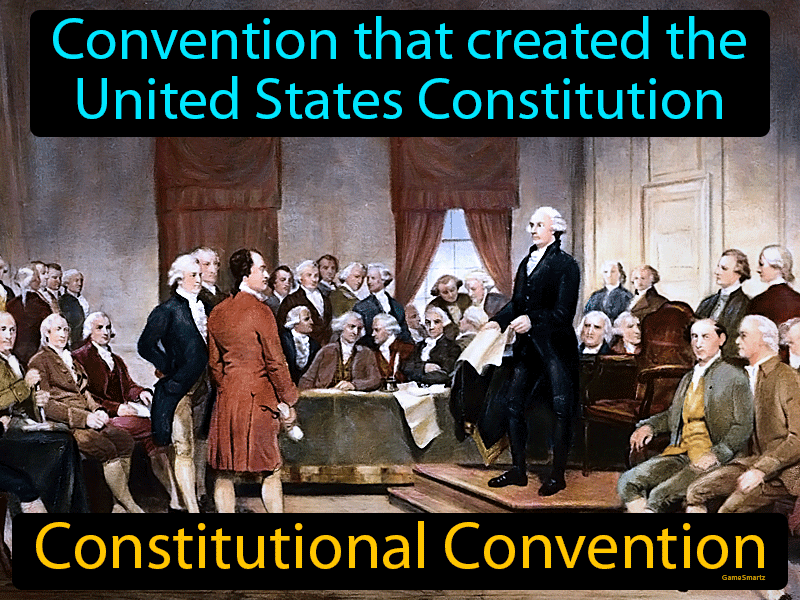 Convention that created the
United States Constitution
Constitutional Convention
GameSmartz